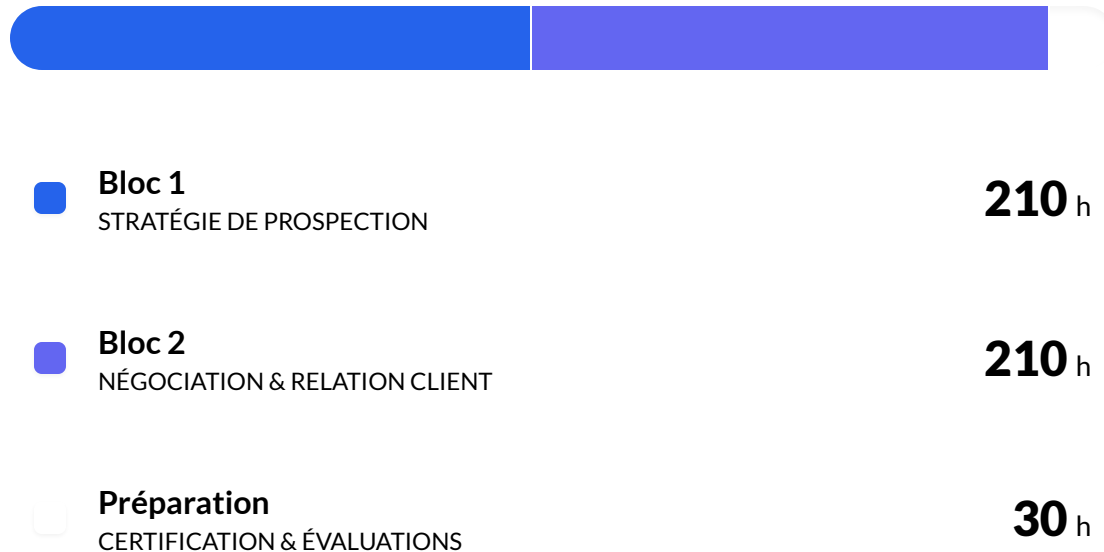 Bloc 1
STRATÉGIE DE PROSPECTION
210 h
Bloc 2
NÉGOCIATION & RELATION CLIENT
210 h
Préparation
CERTIFICATION & ÉVALUATIONS
30 h